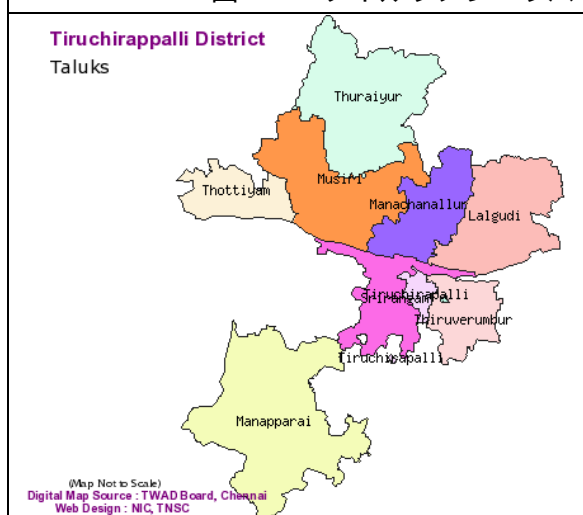 Tiruchirappalli District
Taluks
Thuraiyur
Musiri
Thottiyam
Manachanallur
Lalgudi
Tiruchirapalli
Srirangam
Thiruverumbur
Tiruchirapalli
Manapparai
(Map Not to Scale)
Digital Map Source : TWAD Board, Chennai
Web Design : NIC, TNSC